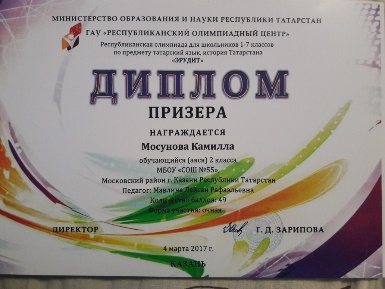 МИНИСТЕРСТВО ОБРАЗОВАНИЯ И НАУКИ РЕСПУБЛИКИ ТАТАРСТАН
ГАУ «РЕСПУБЛИКАНСКИЙ ОЛИМПИАДНЫЙ ЦЕНТР»
Республиканская олимпиада для школьников 1-7 классов
по предмету татарский язык, история Татарстана
«ЭРУДИТ»
ДИПЛОМ
ПРИЗЕРА
НАГРАЖДАЕТСЯ
Мосунова Камилла
обучающийся (аяся) 2 класса
МБОУ «СОШ №55»,
Московский район г. Казани Республики Татарстан
Педагог: Мавлина Лейсан Рафаэльевна
Количество баллов: 49
Форма участия: очная
ДИРЕКТОР Г. Д. ЗАРИПОВА
4 марта 2017 г.
КАЗАНЬ